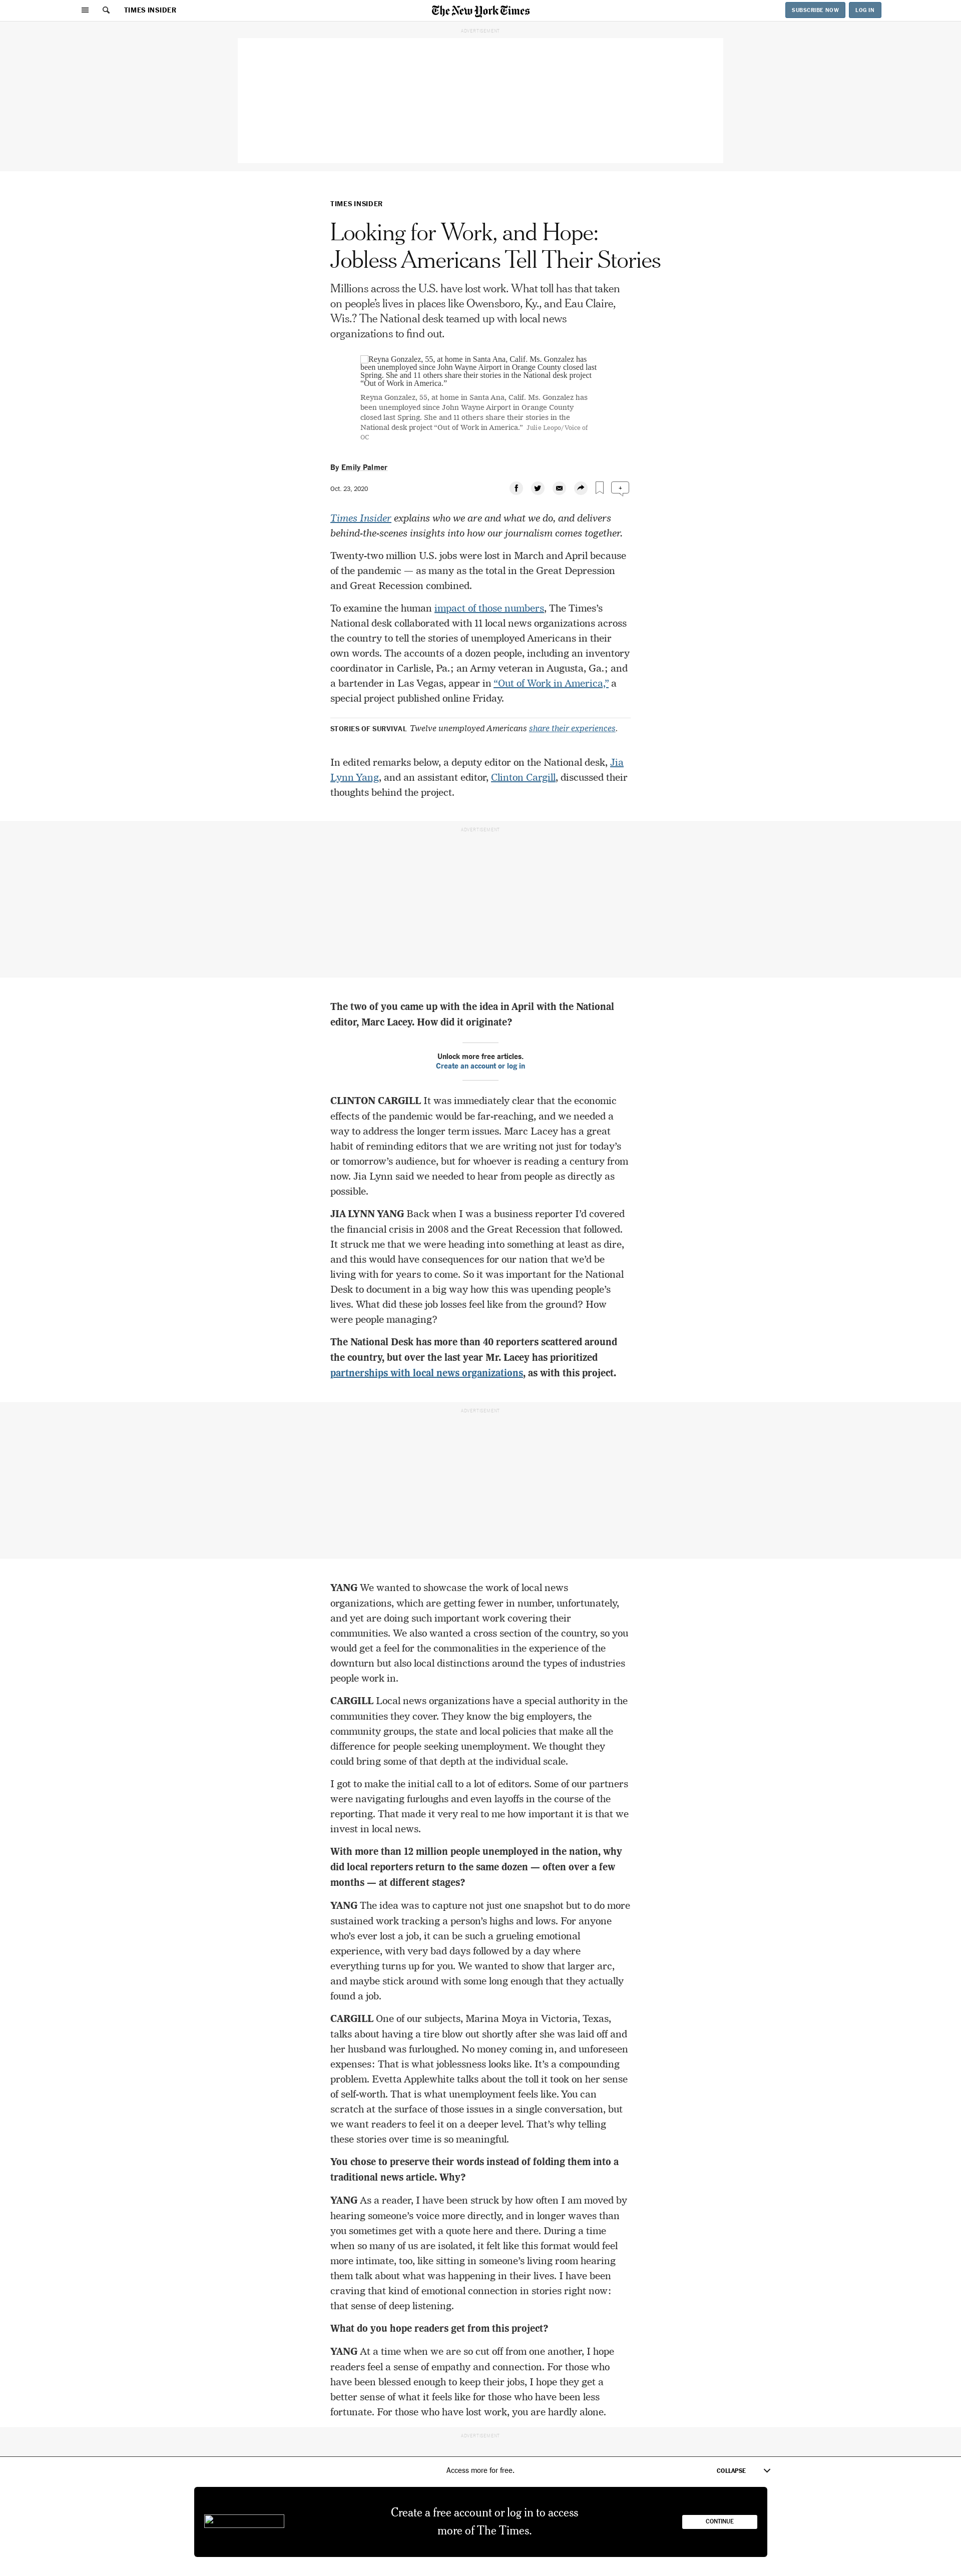 TIMES INSIDER
The New York Times
SUBSCRIBE NOW
LOG IN
ADVERTISEMENT
TIMES INSIDER
Looking for Work, and Hope:
Jobless Americans Tell Their Stories
Millions across the U.S. have lost work. What toll has that taken
on people’s lives in places like Owensboro, Ky., and Eau Claire,
Wis.? The National desk teamed up with local news
organizations to find out.
Reyna Gonzalez, 55, at home in Santa Ana, Calif. Ms. Gonzalez has
been unemployed since John Wayne Airport in Orange County closed last
Spring. She and 11 others share their stories in the National desk project
“Out of Work in America.”
Reyna Gonzalez, 55, at home in Santa Ana, Calif. Ms. Gonzalez has
been unemployed since John Wayne Airport in Orange County
closed last Spring. She and 11 others share their stories in the
National desk project “Out of Work in America.” Julie Leopo/Voice of
OC
By Emily Palmer
Oct. 23, 2020
+
Times Insider explains who we are and what we do, and delivers
behind-the-scenes insights into how our journalism comes together.
Twenty-two million U.S. jobs were lost in March and April because
of the pandemic — as many as the total in the Great Depression
and Great Recession combined.
To examine the human impact of those numbers, The Times’s
National desk collaborated with 11 local news organizations across
the country to tell the stories of unemployed Americans in their
own words. The accounts of a dozen people, including an inventory
coordinator in Carlisle, Pa.; an Army veteran in Augusta, Ga.; and
a bartender in Las Vegas, appear in “Out of Work in America,” a
special project published online Friday.
STORIES OF SURVIVAL Twelve unemployed Americans share their experiences.
In edited remarks below, a deputy editor on the National desk, Jia
Lynn Yang, and an assistant editor, Clinton Cargill, discussed their
thoughts behind the project.
ADVERTISEMENT
The two of you came up with the idea in April with the National
editor, Marc Lacey. How did it originate?
Unlock more free articles.
Create an account or log in
CLINTON CARGILL It was immediately clear that the economic
effects of the pandemic would be far-reaching, and we needed a
way to address the longer term issues. Marc Lacey has a great
habit of reminding editors that we are writing not just for today’s
or tomorrow’s audience, but for whoever is reading a century from
now. Jia Lynn said we needed to hear from people as directly as
possible.
JIA LYNN YANG Back when I was a business reporter I’d covered
the financial crisis in 2008 and the Great Recession that followed.
It struck me that we were heading into something at least as dire,
and this would have consequences for our nation that we’d be
living with for years to come. So it was important for the National
Desk to document in a big way how this was upending people’s
lives. What did these job losses feel like from the ground? How
were people managing?
The National Desk has more than 40 reporters scattered around
the country, but over the last year Mr. Lacey has prioritized
partnerships with local news organizations, as with this project.
ADVERTISEMENT
YANG We wanted to showcase the work of local news
organizations, which are getting fewer in number, unfortunately,
and yet are doing such important work covering their
communities. We also wanted a cross section of the country, so you
would get a feel for the commonalities in the experience of the
downturn but also local distinctions around the types of industries
people work in.
CARGILL Local news organizations have a special authority in the
communities they cover. They know the big employers, the
community groups, the state and local policies that make all the
difference for people seeking unemployment. We thought they
could bring some of that depth at the individual scale.
I got to make the initial call to a lot of editors. Some of our partners
were navigating furloughs and even layoffs in the course of the
reporting. That made it very real to me how important it is that we
invest in local news.
With more than 12 million people unemployed in the nation, why
did local reporters return to the same dozen — often over a few
months — at different stages?
YANG The idea was to capture not just one snapshot but to do more
sustained work tracking a person’s highs and lows. For anyone
who’s ever lost a job, it can be such a grueling emotional
experience, with very bad days followed by a day where
everything turns up for you. We wanted to show that larger arc,
and maybe stick around with some long enough that they actually
found a job.
CARGILL One of our subjects, Marina Moya in Victoria, Texas,
talks about having a tire blow out shortly after she was laid off and
her husband was furloughed. No money coming in, and unforeseen
expenses: That is what joblessness looks like. It’s a compounding
problem. Evetta Applewhite talks about the toll it took on her sense
of self-worth. That is what unemployment feels like. You can
scratch at the surface of those issues in a single conversation, but
we want readers to feel it on a deeper level. That’s why telling
these stories over time is so meaningful.
You chose to preserve their words instead of folding them into a
traditional news article. Why?
YANG As a reader, I have been struck by how often I am moved by
hearing someone’s voice more directly, and in longer waves than
you sometimes get with a quote here and there. During a time
when so many of us are isolated, it felt like this format would feel
more intimate, too, like sitting in someone’s living room hearing
them talk about what was happening in their lives. I have been
craving that kind of emotional connection in stories right now:
that sense of deep listening.
What do you hope readers get from this project?
YANG At a time when we are so cut off from one another, I hope
readers feel a sense of empathy and connection. For those who
have been blessed enough to keep their jobs, I hope they get a
better sense of what it feels like for those who have been less
fortunate. For those who have lost work, you are hardly alone.
ADVERTISEMENT
Access more for free.
COLLAPSE
Create a free account or log in to access
more of The Times.
CONTINUE